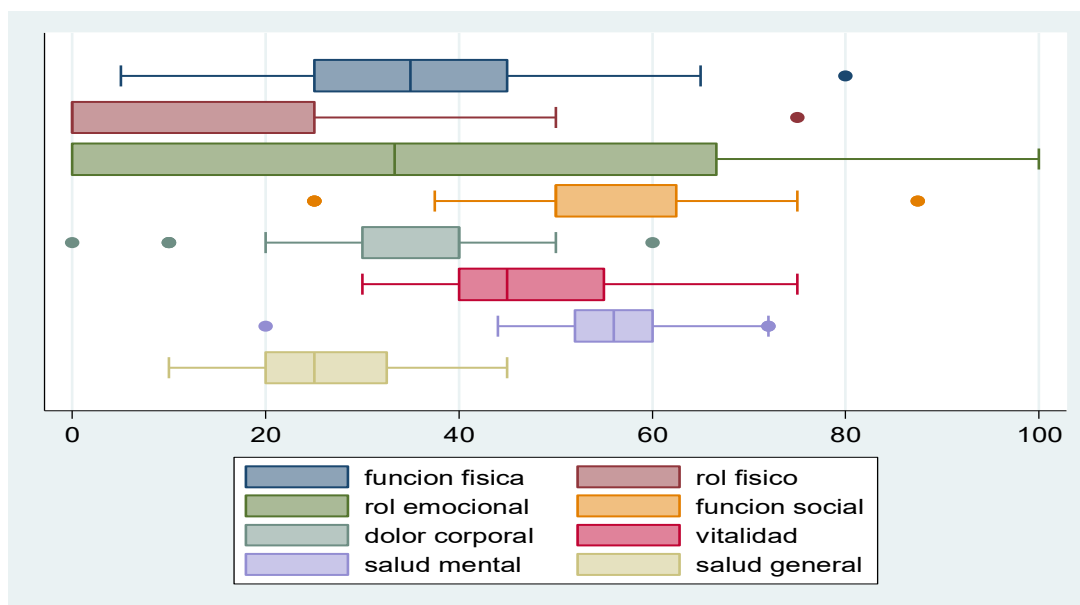 0 20 40 60 80 100
funcion fisica rol fisico
rol emocional funcion social
dolor corporal vitalidad
salud mental salud general